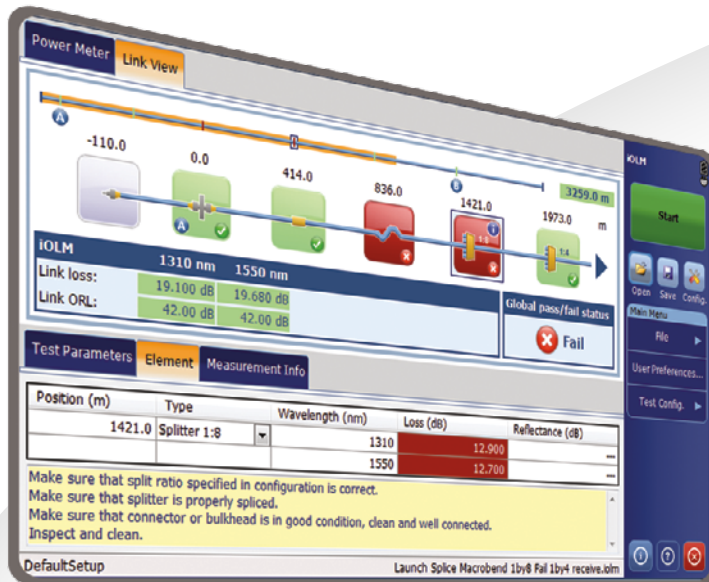 Power Meter
Link View
A
B
3259.0 m
-110.0
0.0
414.0
836.0
1421.0
1973.0
m
A
1:8
i
1:4
iOLM
1310 nm
1550 nm
Link loss:
19.100 dB
19.680 dB
Link ORL:
42.00 dB
42.00 dB
Global pass/fail status
Fail
Test Parameters
Element
Measurement Info
Position (m)
Type
Wavelength (nm)
Loss (dB)
Reflectance (dB)
1421.0
Splitter 1:8
1310
12.900
---
1550
12.700
---
Make sure that split ratio specified in configuration is correct.
Make sure that splitter is properly spliced.
Make sure that connector or bulkhead is in good condition, clean and well connected.
Inspect and clean.
DefaultSetup
Launch Splice Macrobend 1by8 Fail 1by4 receive.iolm
iOLM
Start
Open
Save
Config.
Main Menu
File
User Preferences...
Test Config.